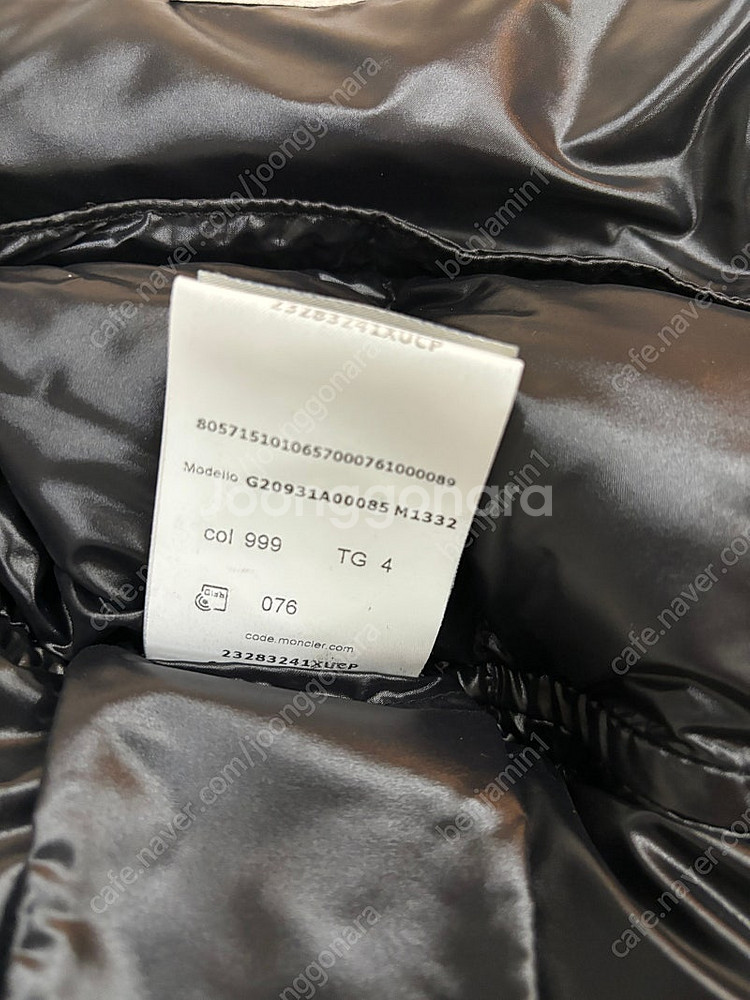 23283241XUCP
8057151010657000761000089
Modello G20931A00085 M1332
col 999 TG 4
RFID 076
code.moncler.com
23283241XUCP
Joonggonara
cafe.naver.com/joonggonara
benjamin1